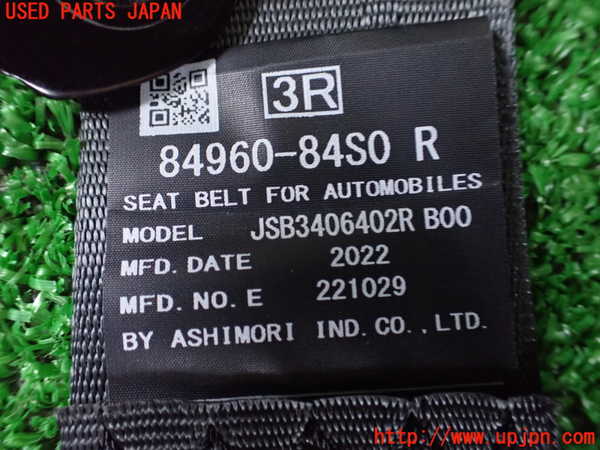 USED PARTS JAPAN
3R
84960-84S0 R
SEAT BELT FOR AUTOMOBILES
MODEL JSB3406402R B00
MFD. DATE 2022
MFD. NO. E 221029
BY ASHIMORI IND. CO., LTD.
http://www.upjpn.com/